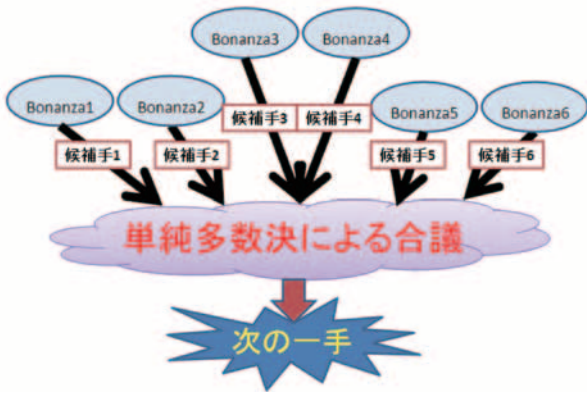 Bonanza3
Bonanza4
Bonanza1
Bonanza2
Bonanza5
Bonanza6
候補手3
候補手4
候補手1
候補手2
候補手5
候補手6
単純多数決による合議
次の一手